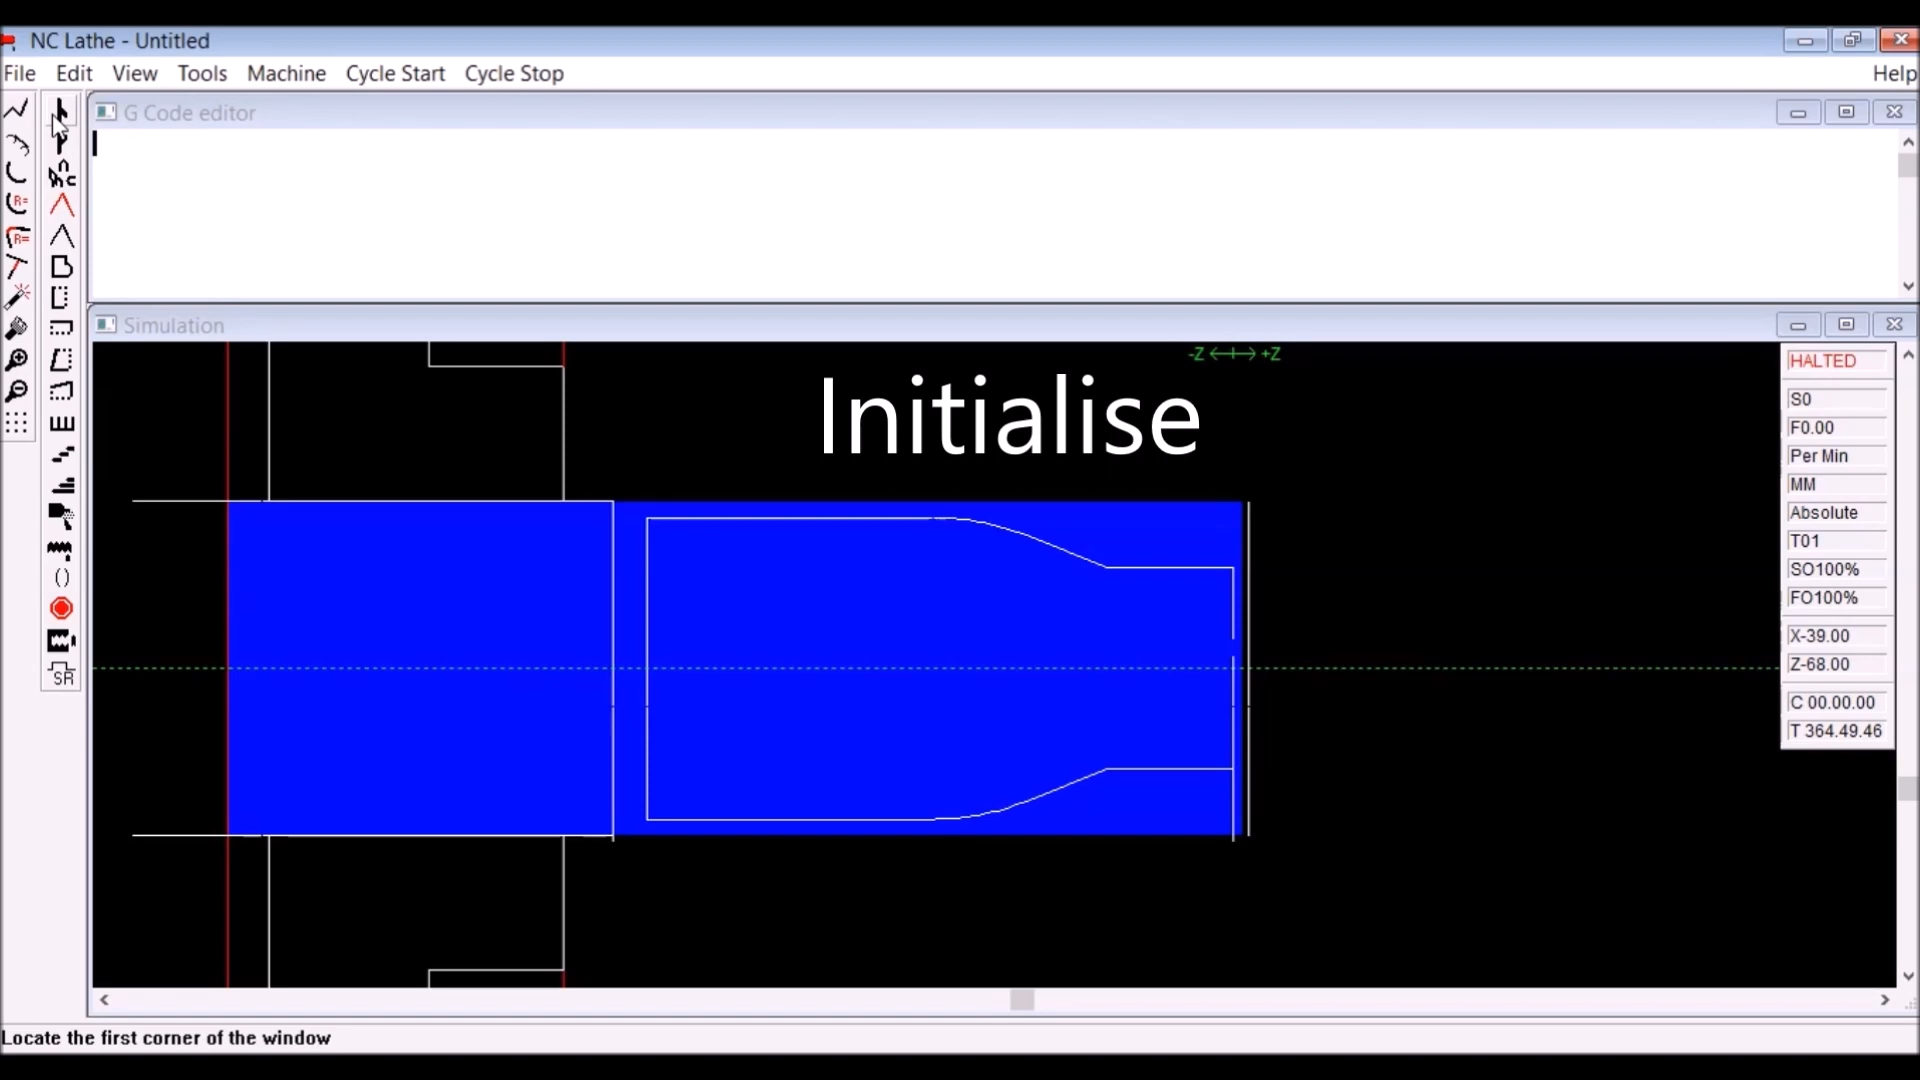 NC Lathe - Untitled
File Edit View Tools Machine Cycle Start Cycle Stop Help
G Code editor
Simulation
-Z +Z
Initialise
HALTED
S0
F0.00
Per Min
MM
Absolute
T01
SO100%
FO100%
X-39.00
Z-68.00
C 00.00.00
T 364.49.46
R=
R=
()
SR
Locate the first corner of the window